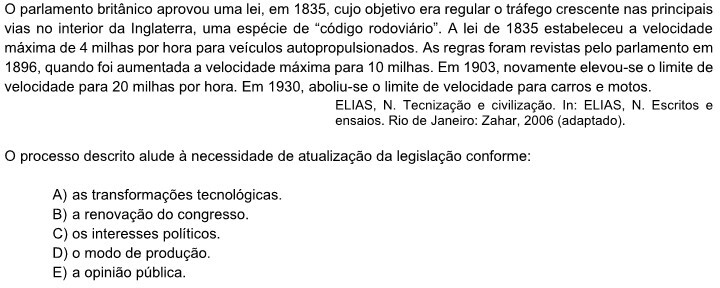 O parlamento britânico aprovou uma lei, em 1835, cujo objetivo era regular o tráfego crescente nas principais
vias no interior da Inglaterra, uma espécie de “código rodoviário”. A lei de 1835 estabeleceu a velocidade
máxima de 4 milhas por hora para veículos autopropulsionados. As regras foram revistas pelo parlamento em
1896, quando foi aumentada a velocidade máxima para 10 milhas. Em 1903, novamente elevou-se o limite de
velocidade para 20 milhas por hora. Em 1930, aboliu-se o limite de velocidade para carros e motos.
ELIAS, N. Tecnização e civilização. In: ELIAS, N. Escritos e
ensaios. Rio de Janeiro: Zahar, 2006 (adaptado).
O processo descrito alude à necessidade de atualização da legislação conforme:
A) as transformações tecnológicas.
B) a renovação do congresso.
C) os interesses políticos.
D) o modo de produção.
E) a opinião pública.